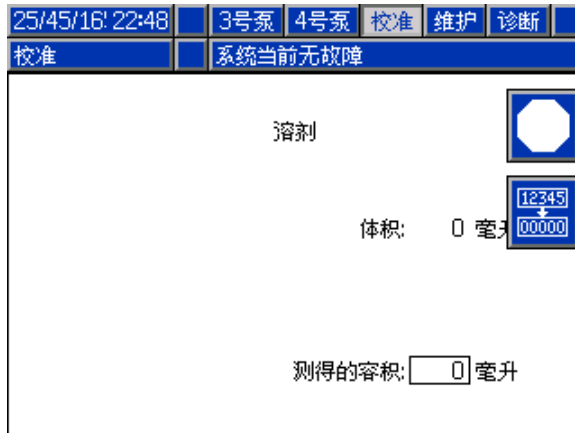 25/45/16! 22:48 3号泵 4号泵 校准 维护 诊断
校准 系统当前无故障
溶剂
12345
体积: 0 毫升
00000
测得的容积: 0 毫升